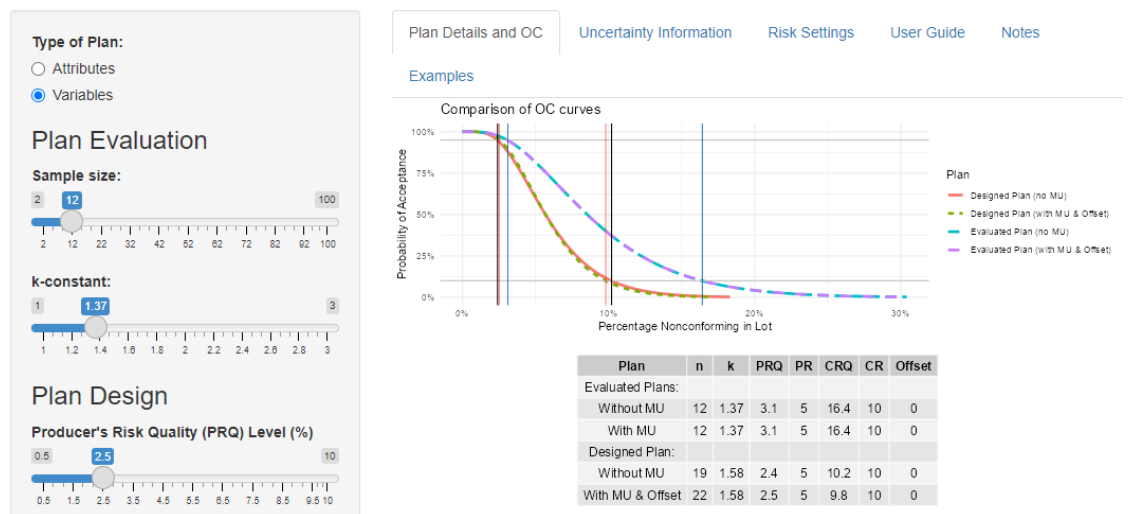 Type of Plan:
Attributes
Variables
Plan Evaluation
Sample size:
2 12 100
2 12 22 32 42 52 62 72 82 92 100
k-constant:
1 1.37 3
1 1.2 1.4 1.6 1.8 2 2.2 2.4 2.6 2.8 3
Plan Design
Producer's Risk Quality (PRQ) Level (%)
0.5 2.5 10
0.5 1.5 2.5 3.5 4.5 5.5 6.5 7.5 8.5 9.5 10
Plan Details and OC Uncertainty Information Risk Settings User Guide Notes
Examples
Comparison of OC curves
Probability of Acceptance
100%
75%
50%
25%
0%
0% 10% 20% 30%
Percentage Nonconforming in Lot
Plan
Designed Plan (no MU)
Designed Plan (with MU & Offset)
Evaluated Plan (no MU)
Evaluated Plan (with MU & Offset)
Plan n k PRQ PR CRQ CR Offset
Evaluated Plans:
Without MU 12 1.37 3.1 5 16.4 10 0
With MU 12 1.37 3.1 5 16.4 10 0
Designed Plan:
Without MU 19 1.58 2.4 5 10.2 10 0
With MU & Offset 22 1.58 2.5 5 9.8 10 0